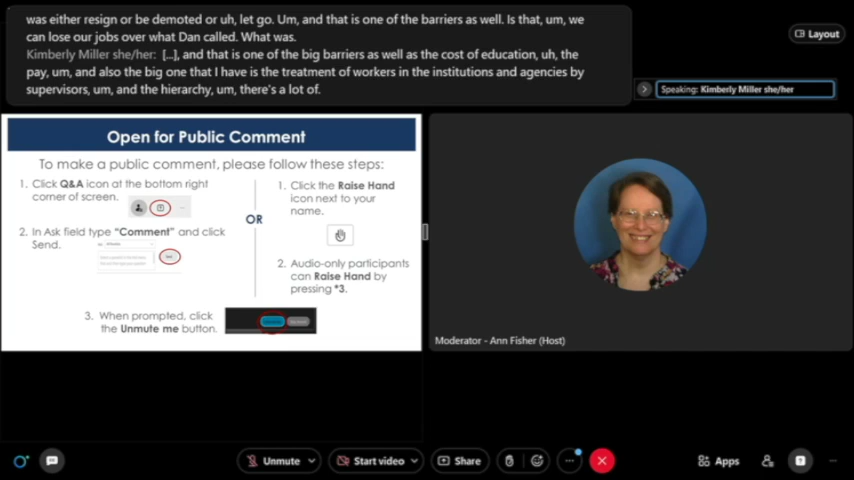 was either resign or be demoted or uh, let go. Um, and that is one of the barriers as well. Is that, um, we
can lose our jobs over what Dan called. What was.
Kimberly Miller she/her: [...], and that is one of the big barriers as well as the cost of education, uh, the
pay, um, and also the big one that I have is the treatment of workers in the institutions and agencies by
supervisors, um, and the hierarchy, um, there's a lot of.
Layout
Speaking: Kimberly Miller she/her
Open for Public Comment
To make a public comment, please follow these steps:
1. Click Q&A icon at the bottom right
corner of screen.
2. In Ask field type "Comment" and click
Send.
OR
1. Click the Raise Hand
icon next to your
name.
2. Audio-only participants
can Raise Hand by
pressing *3.
3. When prompted, click
the Unmute me button.
Moderator - Ann Fisher (Host)
Unmute
Start video
Share
Apps